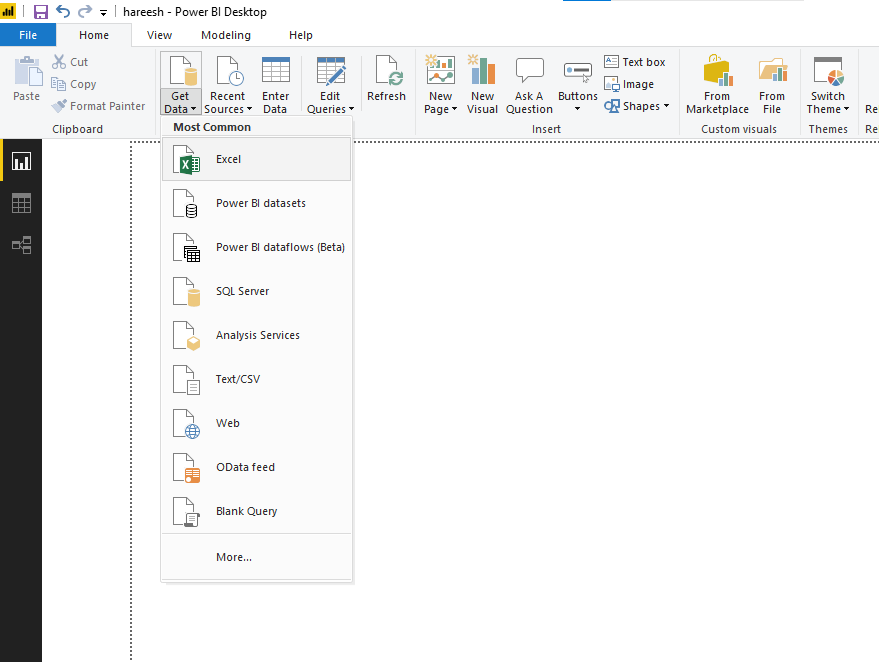 hareesh - Power BI Desktop
File Home View Modeling Help
Paste
Cut
Copy
Format Painter
Clipboard
Get Data
Recent Sources
Enter Data
Edit Queries
Refresh
New Page
New Visual
Ask A Question
Buttons
Text box
Image
Shapes
Insert
From Marketplace
From File
Custom visuals
Switch Theme
Themes
Re
Rel
Most Common
Excel
Power BI datasets
Power BI dataflows (Beta)
SQL Server
Analysis Services
Text/CSV
Web
OData feed
Blank Query
More...